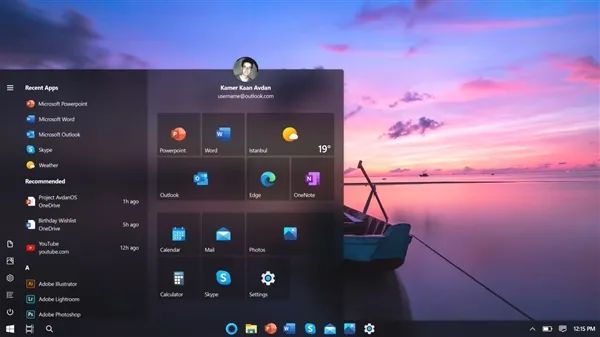 Kamer Kaan Avdan
username@outlook.com
Recent Apps
Microsoft Powerpoint
Microsoft Word
Microsoft Outlook
Skype
Weather
Recommended
Project AvdanOS
OneDrive
1h ago
Birthday Wishlist
OneDrive
5h ago
YouTube
youtube.com
12h ago
A
Adobe Illustrator
Adobe Lightroom
Adobe Photoshop
Powerpoint
Word
Istanbul
19°
Outlook
Edge
OneNote
Calendar
Mail
Photos
Calculator
Skype
Settings
12:15 PM